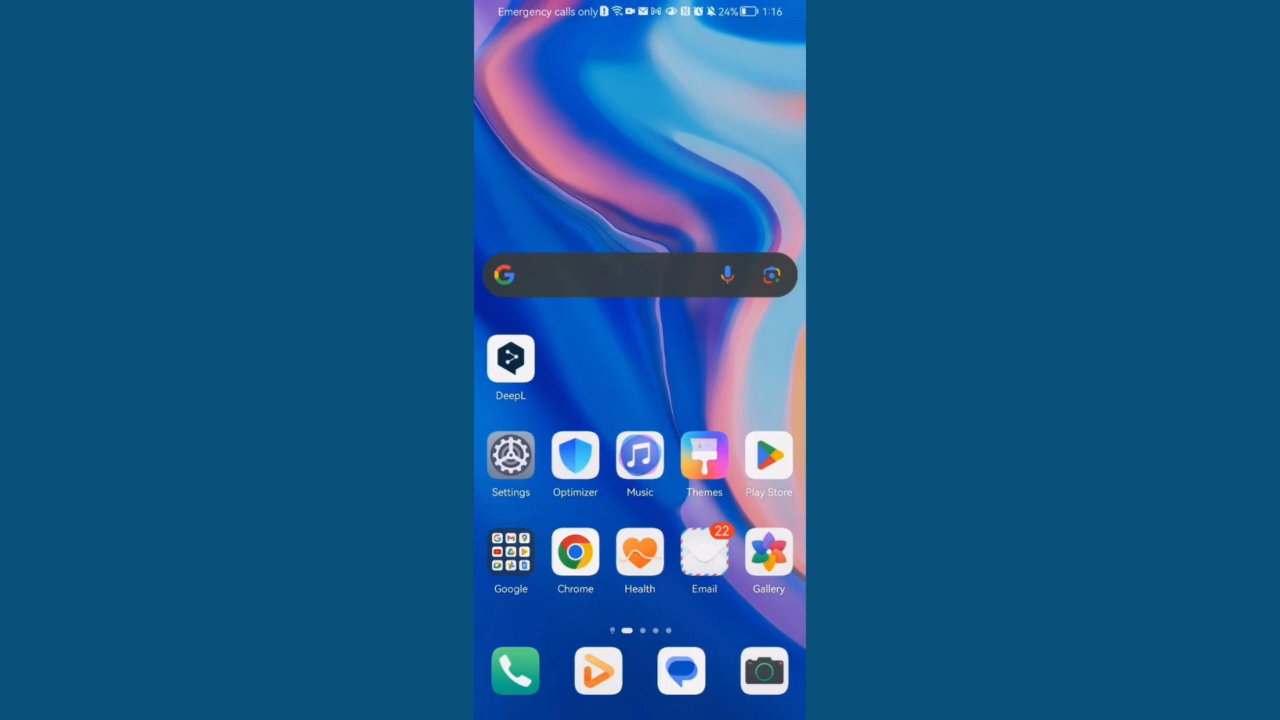 Emergency calls only 24% 1:16
DeepL
Settings Optimizer Music Themes Play Store
22
Google Chrome Health Email Gallery